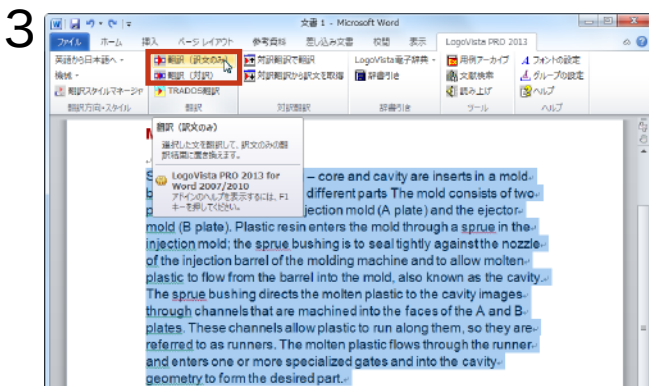 3
文書 1 - Microsoft Word
ファイル ホーム 挿入 ページ レイアウト 参考資料 差し込み文書 校閲 表示 LogoVista PRO 2013
英語から日本語へ 翻訳（訳文のみ） 対訳翻訳で翻訳 LogoVista電子辞典 用例アーカイブ フォントの設定
機械 翻訳（対訳） 対訳翻訳から訳文を取得 辞書引き 文献検索 グループの設定
翻訳スタイルマネージャ TRADOS翻訳 読み上げ ヘルプ
翻訳方向・スタイル 翻訳 対訳翻訳 辞書引き ツール ヘルプ
翻訳（訳文のみ）
選択した文を翻訳して、訳文のみの翻
訳結果に置き換えます。
LogoVista PRO 2013 for
Word 2007/2010
アドインのヘルプを表示するには、F1
キーを押してください。
– core and cavity are inserts in a mold
different parts The mold consists of two
jection mold (A plate) and the ejector
mold (B plate). Plastic resin enters the mold through a sprue in the
injection mold; the sprue bushing is to seal tightly against the nozzle
of the injection barrel of the molding machine and to allow molten
plastic to flow from the barrel into the mold, also known as the cavity.
The sprue bushing directs the molten plastic to the cavity images
through channels that are machined into the faces of the A and B
plates. These channels allow plastic to run along them, so they are
referred to as runners. The molten plastic flows through the runner
and enters one or more specialized gates and into the cavity
geometry to form the desired part.